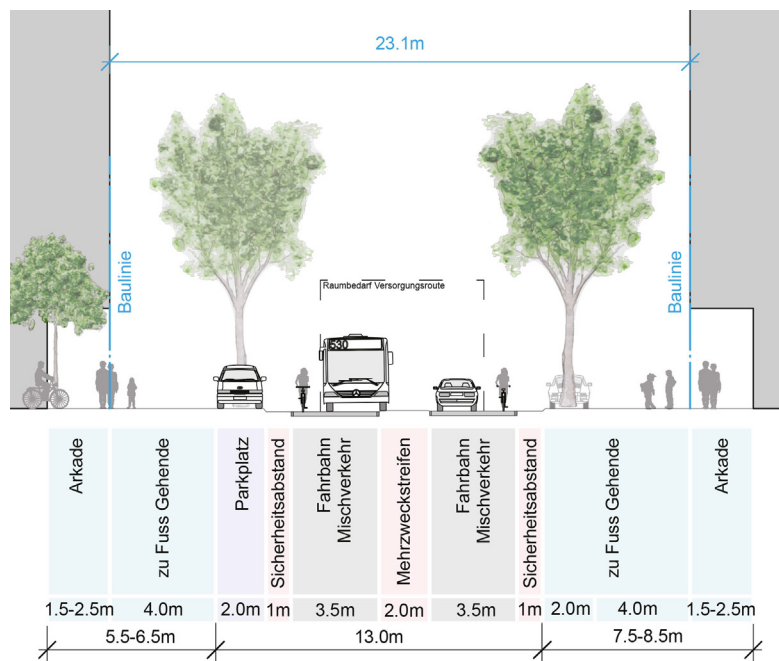 23.1m
Baulinie
Baulinie
Raumbedarf Versorgungsroute
530
Arkade
zu Fuss Gehende
Parkplatz
Sicherheitsabstand
Fahrbahn
Mischverkehr
Mehrzweckstreifen
Fahrbahn
Mischverkehr
Sicherheitsabstand
zu Fuss Gehende
Arkade
1.5-2.5m 4.0m 2.0m 1m 3.5m 2.0m 3.5m 1m 2.0m 4.0m 1.5-2.5m
5.5-6.5m 13.0m 7.5-8.5m